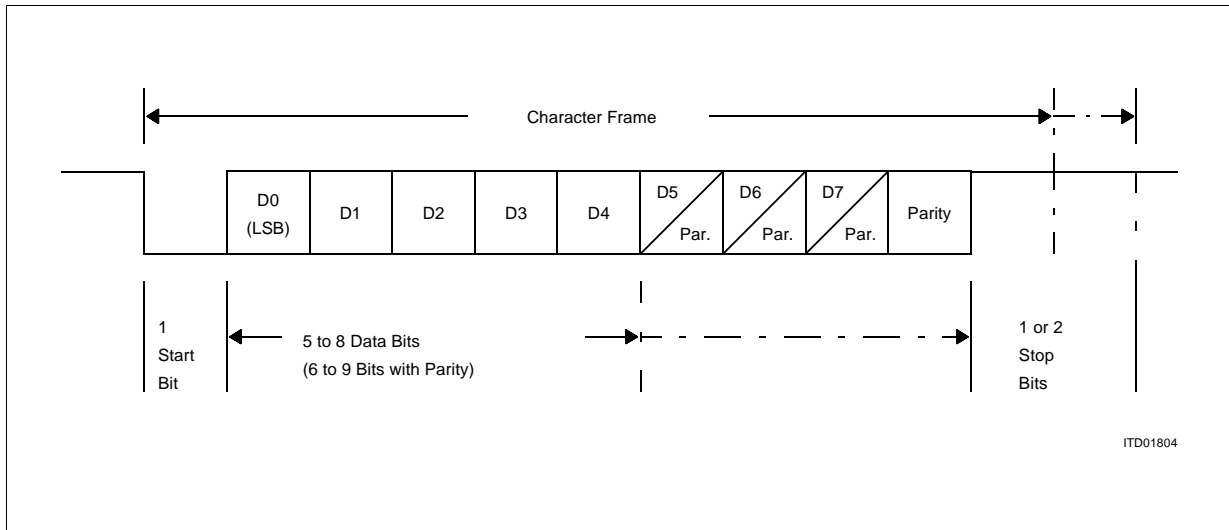 Character Frame
D0
(LSB)
D1
D2
D3
D4
D5
Par.
D6
Par.
D7
Par.
Parity
1
Start
Bit
5 to 8 Data Bits
(6 to 9 Bits with Parity)
1 or 2
Stop
Bits
ITD01804